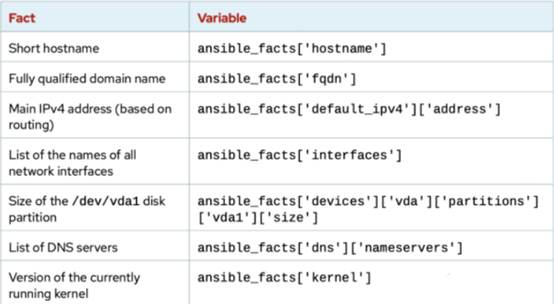 Fact Variable
Short hostname ansible_facts['hostname']
Fully qualified domain name ansible_facts['fqdn']
Main IPv4 address (based on ansible_facts['default_ipv4']['address']
routing)
List of the names of all ansible_facts['interfaces']
network interfaces
Size of the /dev/vda1 disk ansible_facts['devices']['vda']['partitions']
partition ['vda1']['size']
List of DNS servers ansible_facts['dns']['nameservers']
Version of the currently ansible_facts['kernel']
running kernel